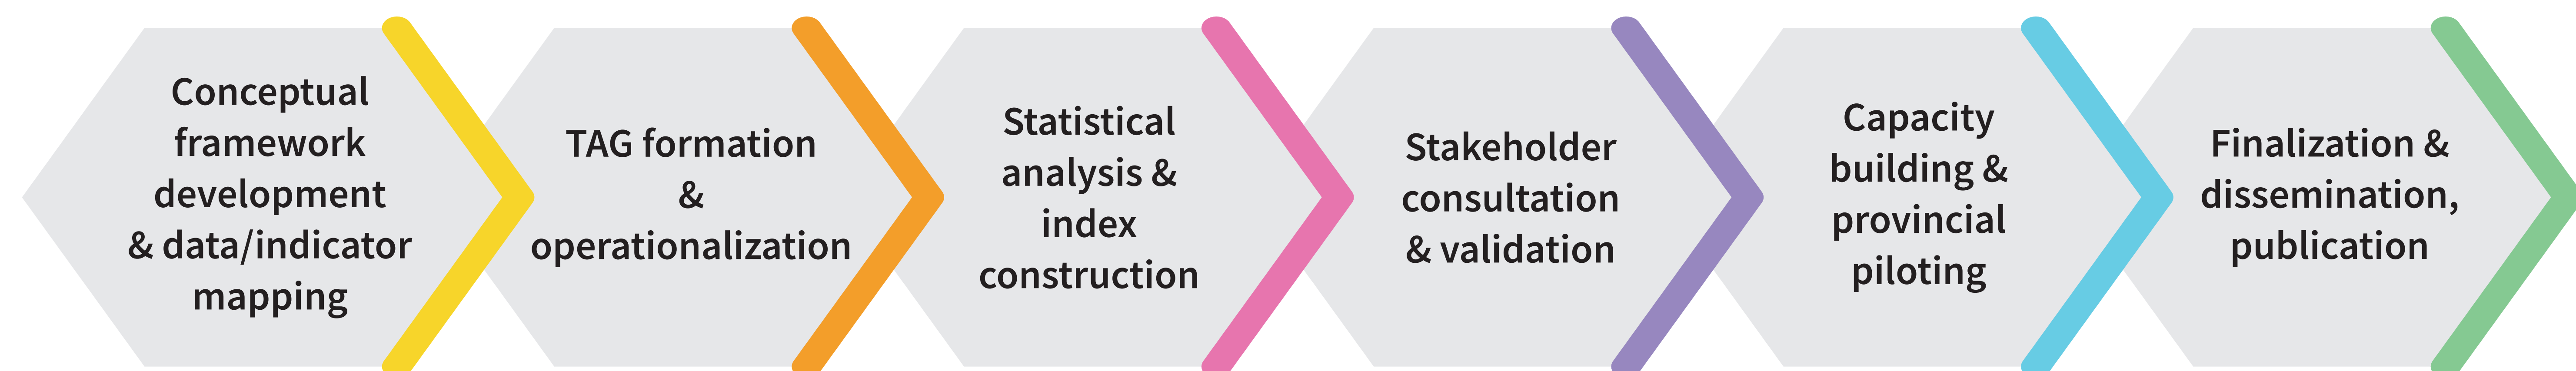 Conceptual
framework
development
& data/indicator
mapping
TAG formation
&
operationalization
Statistical
analysis &
index
construction
Stakeholder
consultation
& validation
Capacity
building &
provincial
piloting
Finalization &
dissemination,
publication